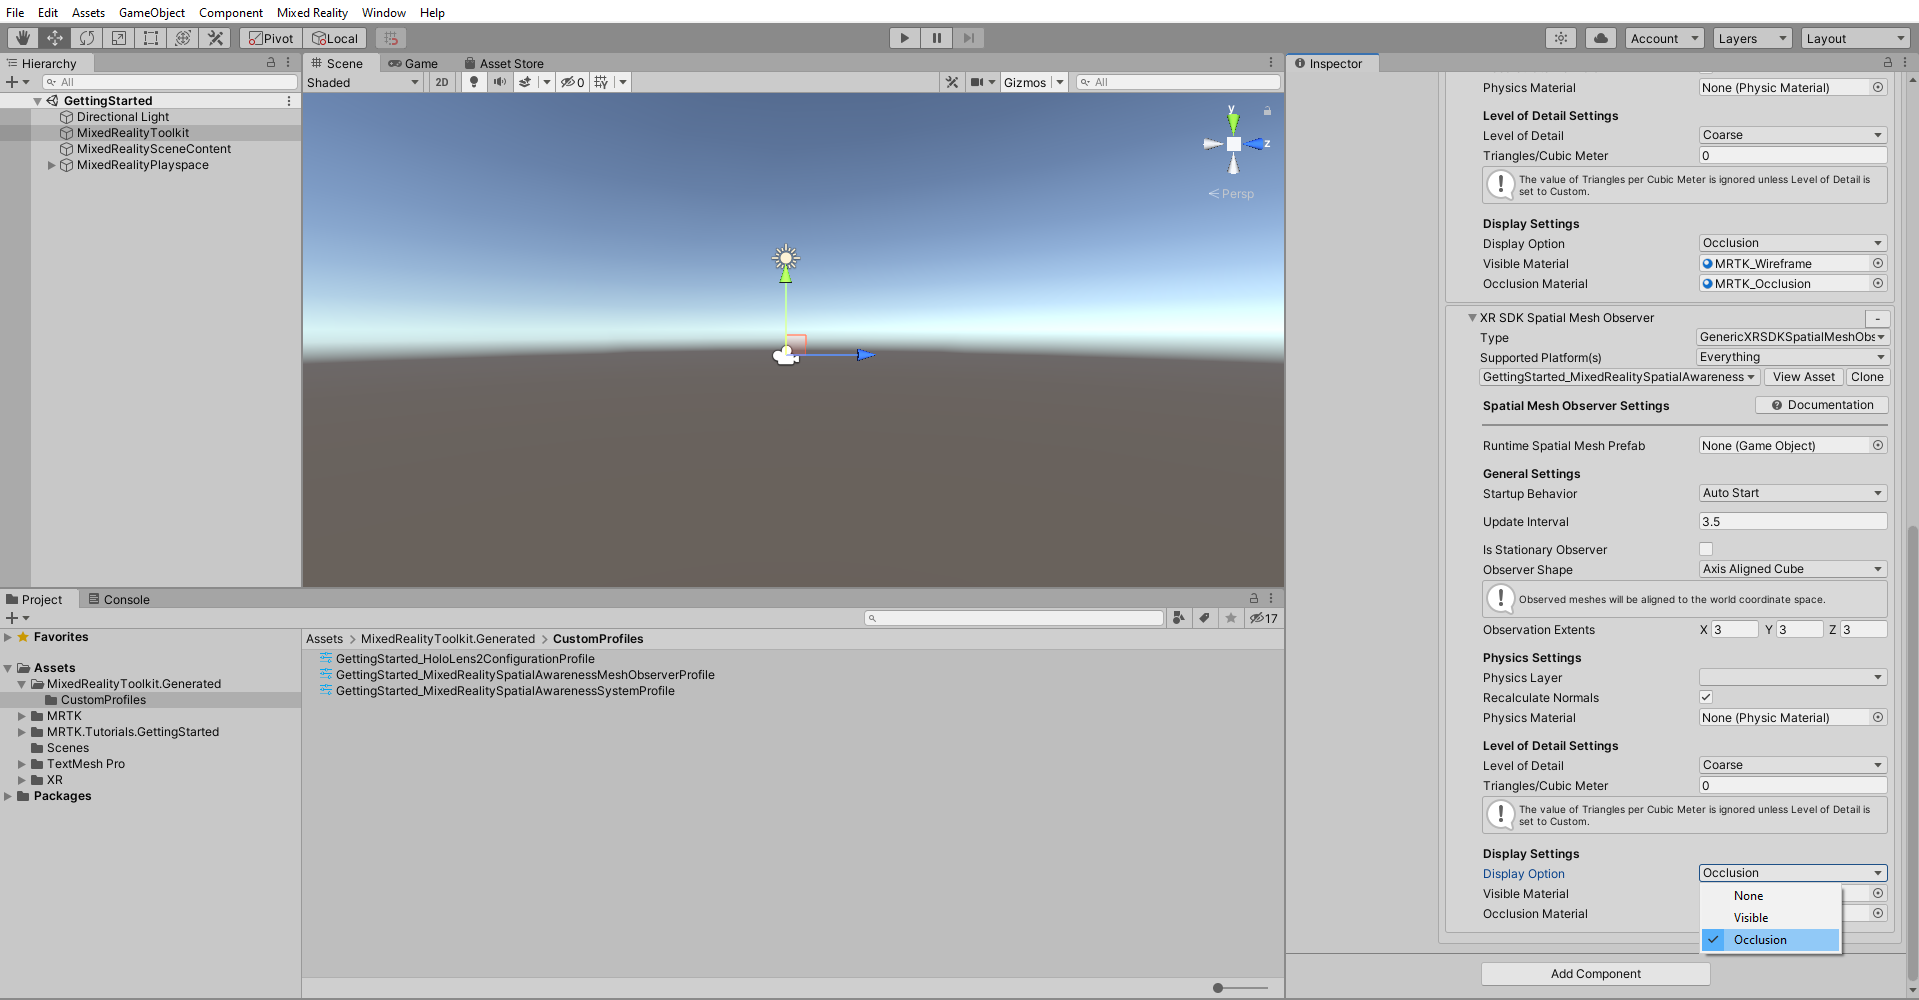 File Edit Assets GameObject Component Mixed Reality Window Help
Pivot Local Account Layers Layout
Hierarchy
All
GettingStarted
Directional Light
MixedRealityToolkit
MixedRealitySceneContent
MixedRealityPlayspace
Scene Game Asset Store
Shaded 2D 0 Gizmos All
y
z
Persp
Project Console
17
Favorites
Assets
MixedRealityToolkit.Generated
CustomProfiles
MRTK
MRTK.Tutorials.GettingStarted
Scenes
TextMesh Pro
XR
Packages
Assets > MixedRealityToolkit.Generated > CustomProfiles
GettingStarted_HoloLens2ConfigurationProfile
GettingStarted_MixedRealitySpatialAwarenessMeshObserverProfile
GettingStarted_MixedRealitySpatialAwarenessSystemProfile
Inspector
Physics Material None (Physic Material)
Level of Detail Settings
Level of Detail Coarse
Triangles/Cubic Meter 0
The value of Triangles per Cubic Meter is ignored unless Level of Detail is
set to Custom.
Display Settings
Display Option Occlusion
Visible Material MRTK_Wireframe
Occlusion Material MRTK_Occlusion
XR SDK Spatial Mesh Observer -
Type GenericXRSDKSpatialMeshObs
Supported Platform(s) Everything
GettingStarted_MixedRealitySpatialAwareness View Asset Clone
Spatial Mesh Observer Settings Documentation
Runtime Spatial Mesh Prefab None (Game Object)
General Settings
Startup Behavior Auto Start
Update Interval 3.5
Is Stationary Observer
Observer Shape Axis Aligned Cube
Observed meshes will be aligned to the world coordinate space.
Observation Extents X 3 Y 3 Z 3
Physics Settings
Physics Layer
Recalculate Normals
Physics Material None (Physic Material)
Level of Detail Settings
Level of Detail Coarse
Triangles/Cubic Meter 0
The value of Triangles per Cubic Meter is ignored unless Level of Detail is
set to Custom.
Display Settings
Display Option Occlusion
Visible Material
Occlusion Material
None
Visible
Occlusion
Add Component